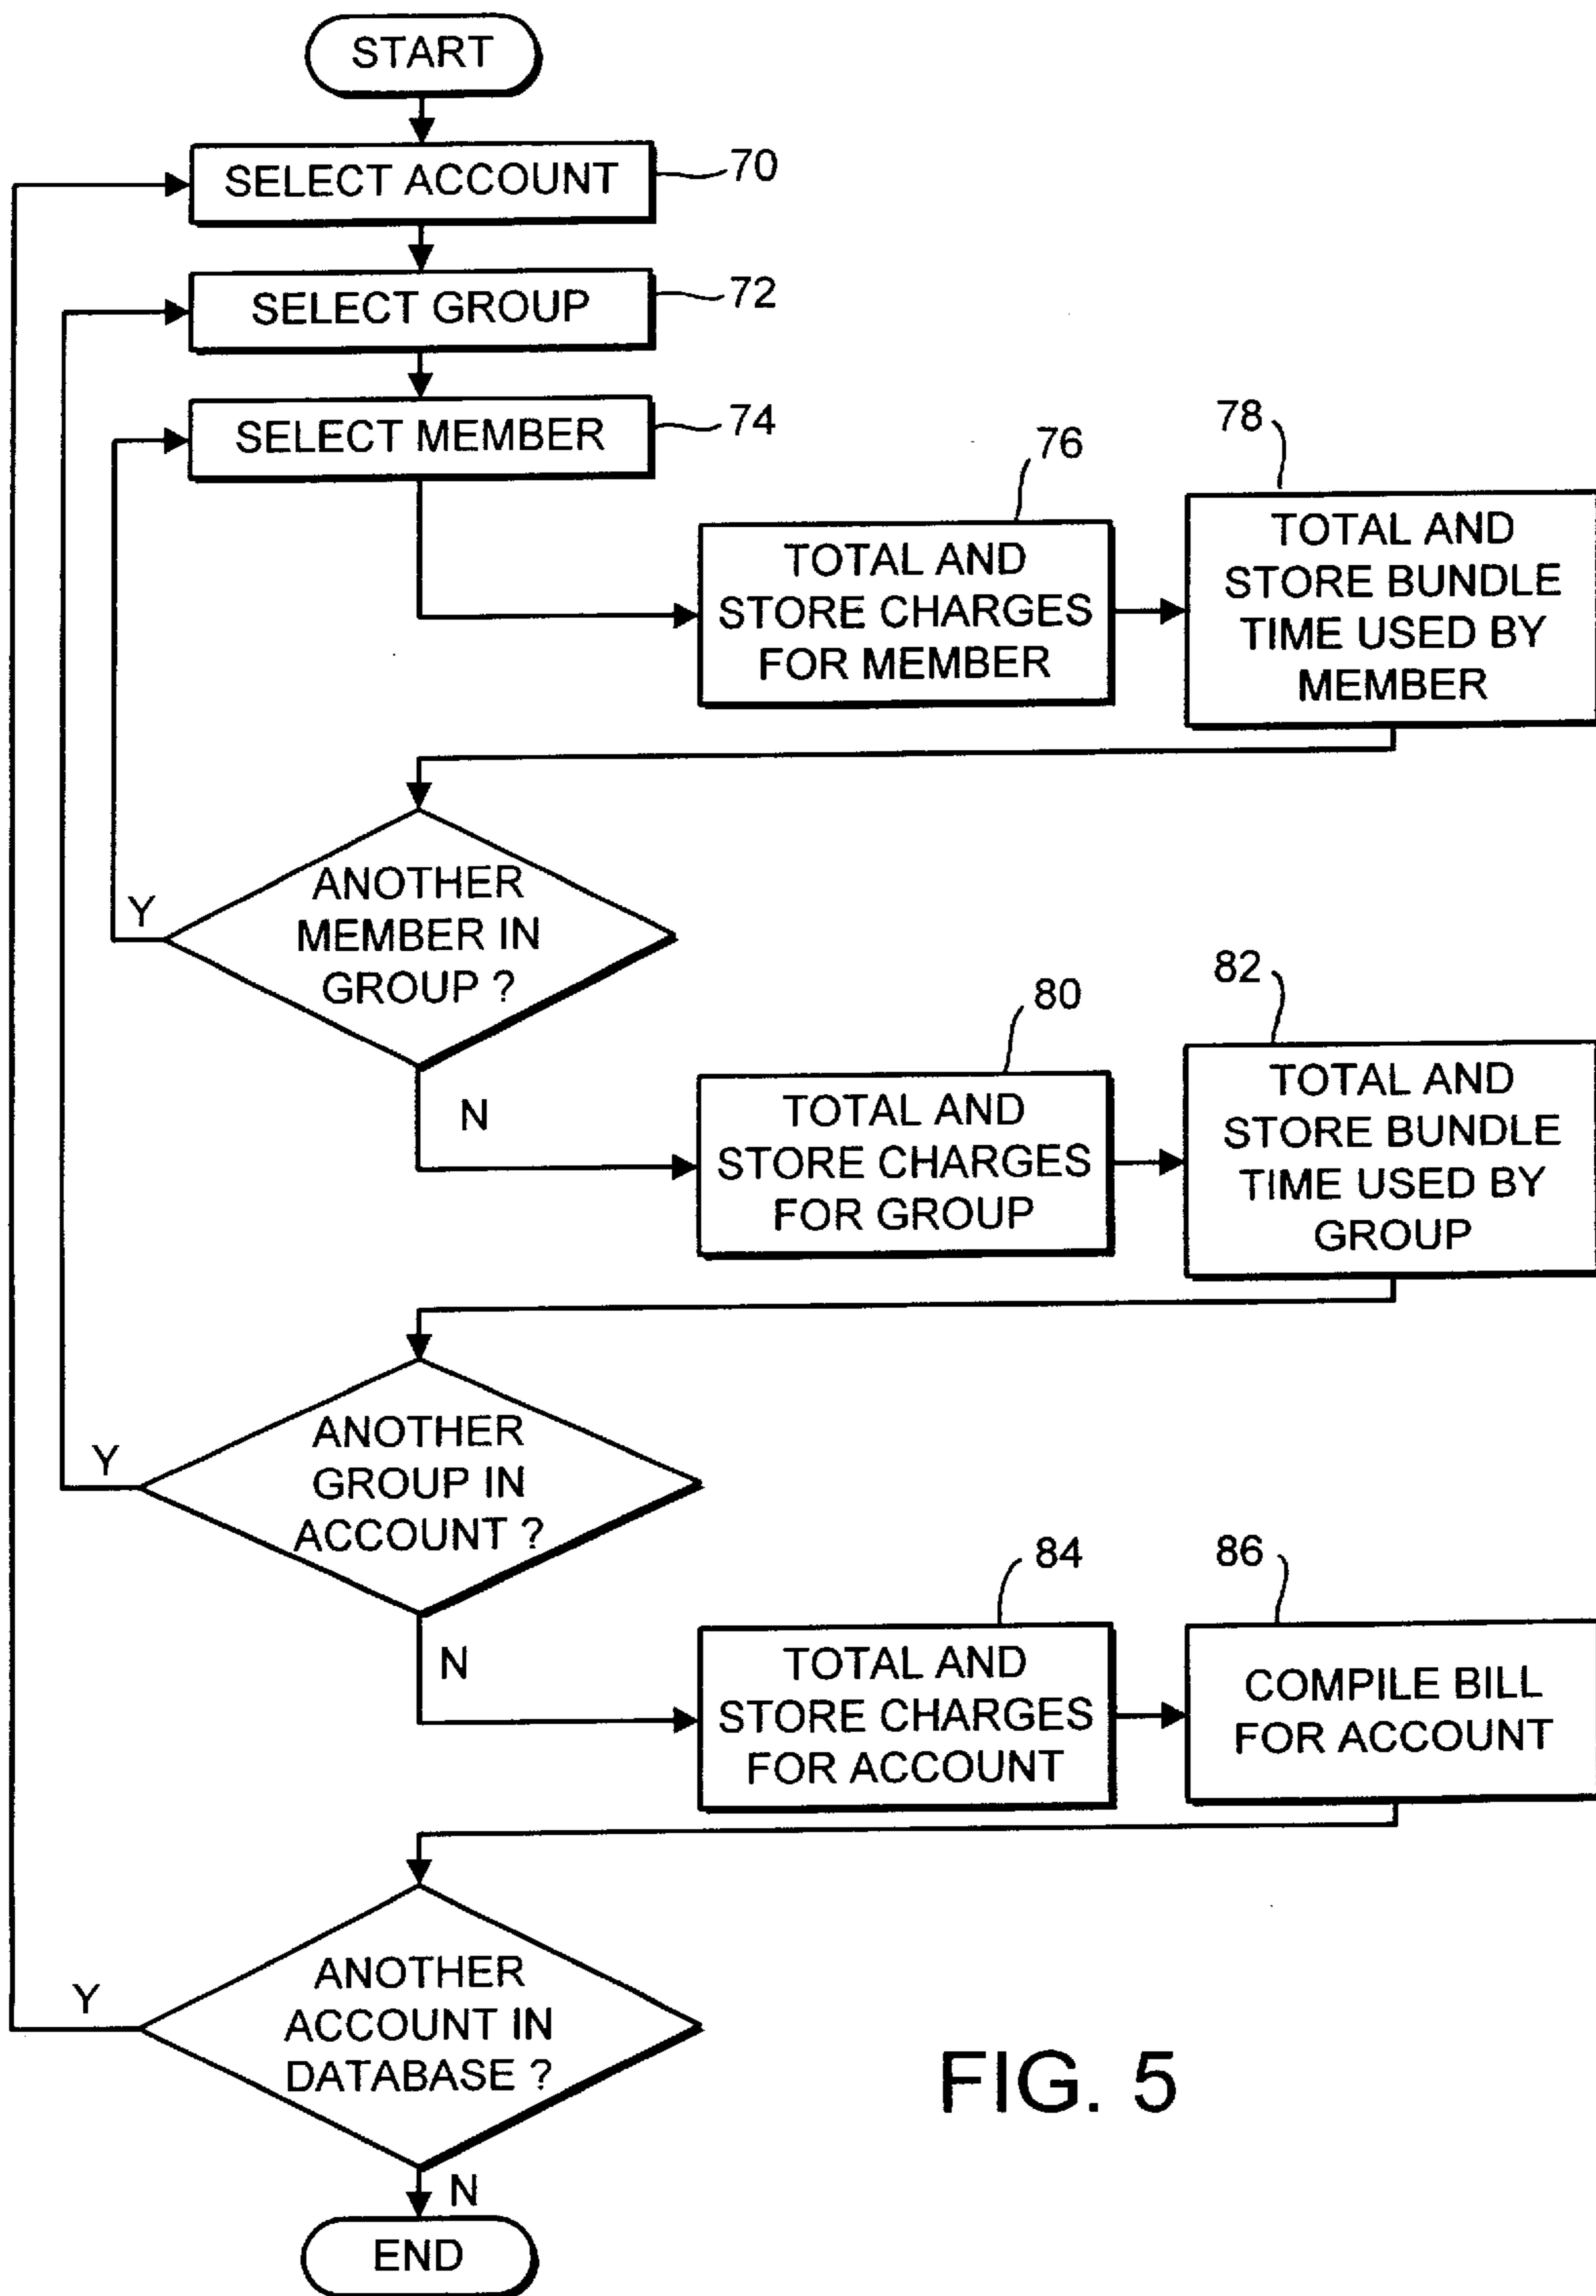 START
SELECT ACCOUNT
70
SELECT GROUP
72
SELECT MEMBER
74
76
TOTAL AND
STORE CHARGES
FOR MEMBER
78
TOTAL AND
STORE BUNDLE
TIME USED BY
MEMBER
ANOTHER
MEMBER IN
GROUP ?
Y
N
80
TOTAL AND
STORE CHARGES
FOR GROUP
82
TOTAL AND
STORE BUNDLE
TIME USED BY
GROUP
ANOTHER
GROUP IN
ACCOUNT ?
Y
N
84
TOTAL AND
STORE CHARGES
FOR ACCOUNT
86
COMPILE BILL
FOR ACCOUNT
ANOTHER
ACCOUNT IN
DATABASE ?
Y
N
END
FIG. 5